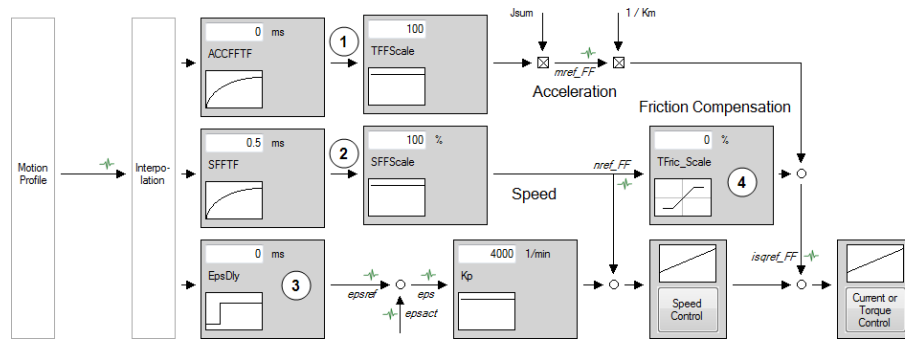 Jsum
1 / Km
0 ms
ACCFFTF
1
100
TFFScale
mref_FF
Acceleration
Friction Compensation
Motion
Profile
Interpo-
lation
0.5 ms
SFFTF
2
100 %
SFFScale
Speed
nref_FF
0 %
TFric_Scale
4
0 ms
EpsDly
3
epsref
eps
epsact
4000 1/min
Kp
Speed
Control
isqref_FF
Current or
Torque
Control